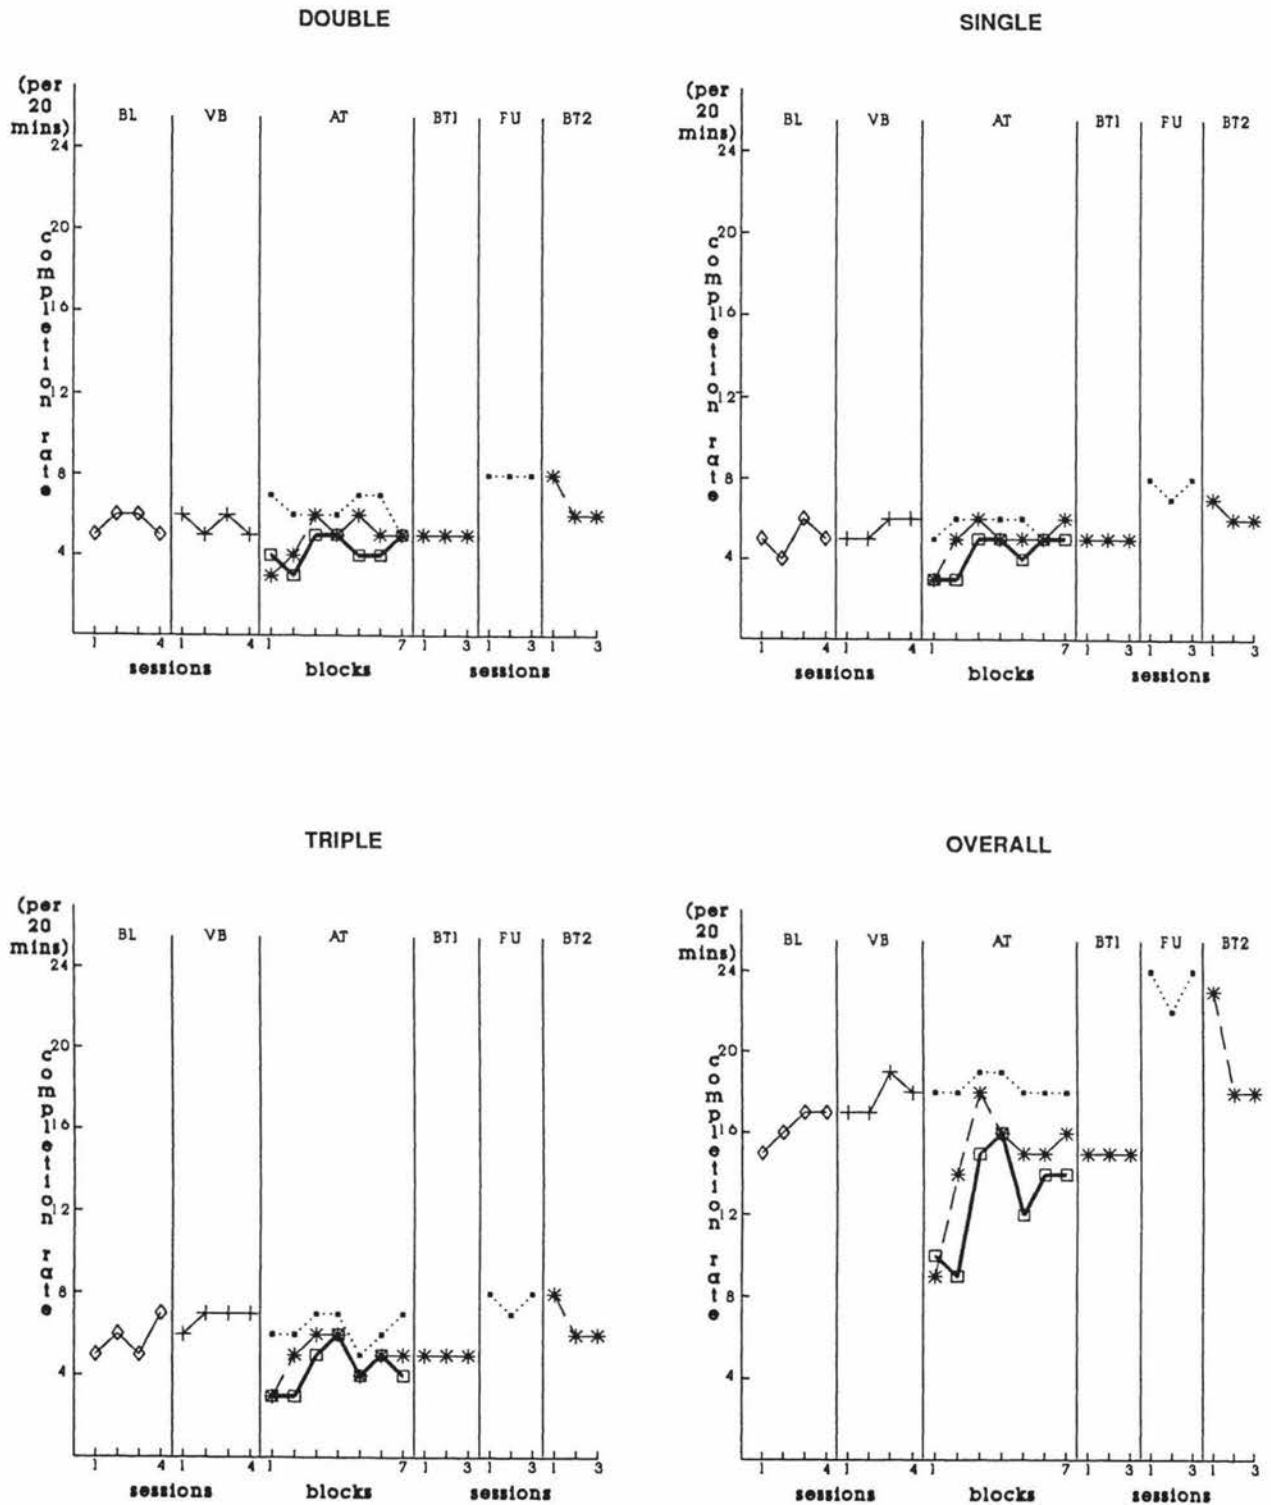 DOUBLE
(per
20
mins)
BL VB AT BT1 FU BT2
24
20
16
12
8
4
completion rate
1 4 1 4 1 7 1 3 1 3 1 3
sessions blocks sessions
SINGLE
(per
20
mins)
BL VB AT BT1 FU BT2
24
20
16
12
8
4
completion rate
1 4 1 4 1 7 1 3 1 3 1 3
sessions blocks sessions
TRIPLE
(per
20
mins)
BL VB AT BT1 FU BT2
24
20
16
12
8
4
completion rate
1 4 1 4 1 7 1 3 1 3 1 3
sessions blocks sessions
OVERALL
(per
20
mins)
BL VB AT BT1 FU BT2
24
20
16
12
8
4
completion rate
1 4 1 4 1 7 1 3 1 3 1 3
sessions blocks sessions